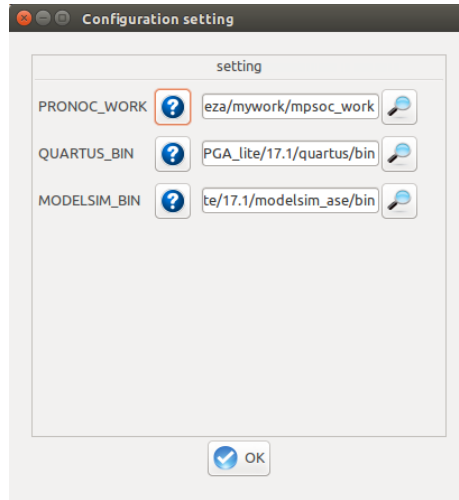 Configuration setting
setting
PRONOC_WORK ? eza/mywork/mpsoc_work
QUARTUS_BIN ? PGA_lite/17.1/quartus/bin
MODELSIM_BIN ? te/17.1/modelsim_ase/bin
OK